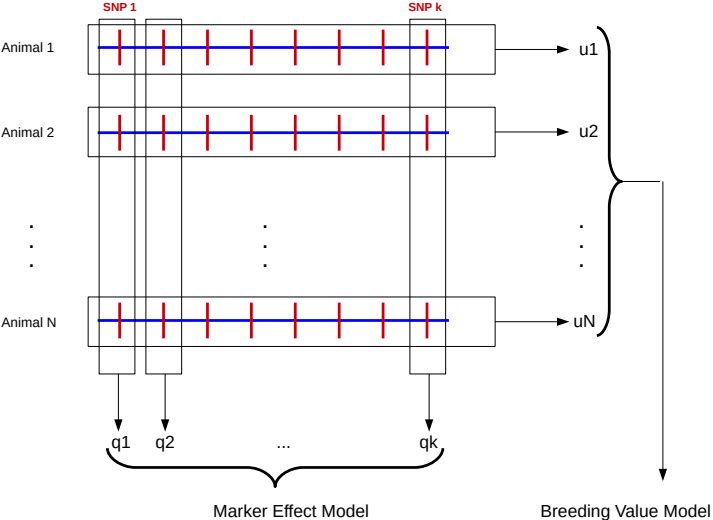 SNP 1
SNP k
Animal 1
u1
Animal 2
u2
.
.
.
.
.
.
.
.
.
Animal N
uN
q1
q2
...
qk
Marker Effect Model
Breeding Value Model